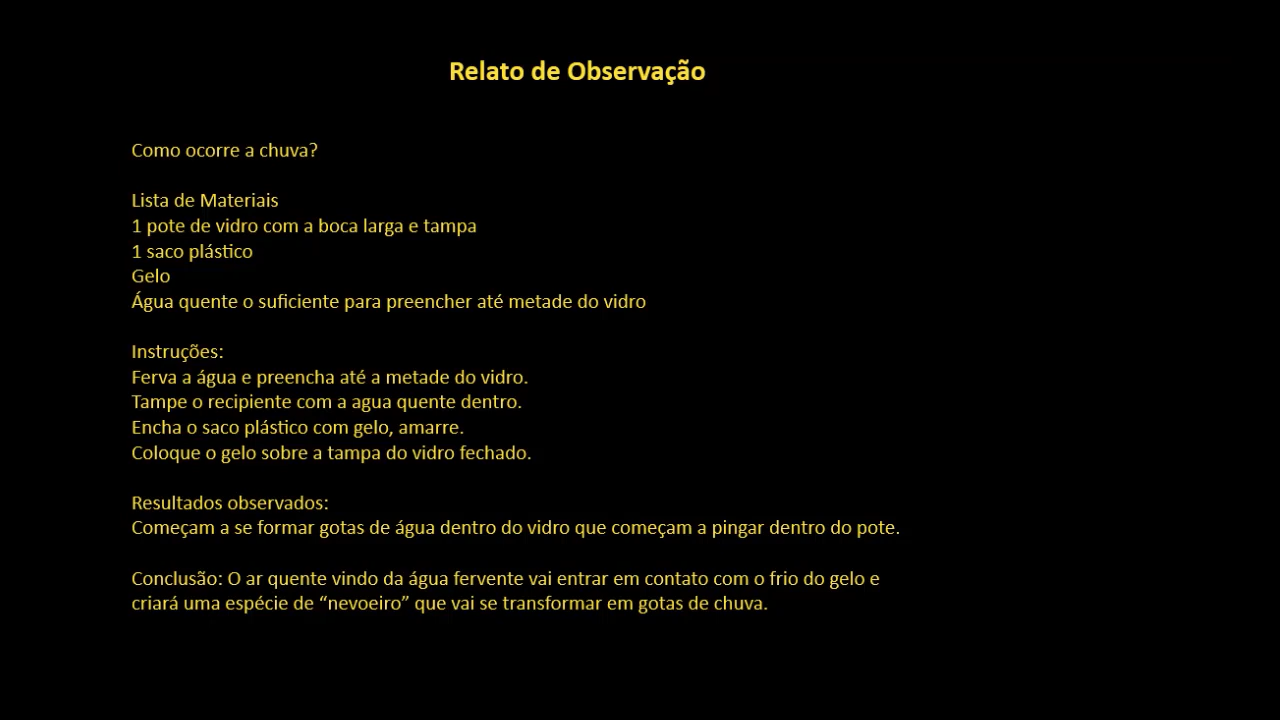 Relato de Observação
Como ocorre a chuva?
Lista de Materiais
1 pote de vidro com a boca larga e tampa
1 saco plástico
Gelo
Água quente o suficiente para preencher até metade do vidro
Instruções:
Ferva a água e preencha até a metade do vidro.
Tampe o recipiente com a agua quente dentro.
Encha o saco plástico com gelo, amarre.
Coloque o gelo sobre a tampa do vidro fechado.
Resultados observados:
Começam a se formar gotas de água dentro do vidro que começam a pingar dentro do pote.
Conclusão: O ar quente vindo da água fervente vai entrar em contato com o frio do gelo e
criará uma espécie de “nevoeiro” que vai se transformar em gotas de chuva.